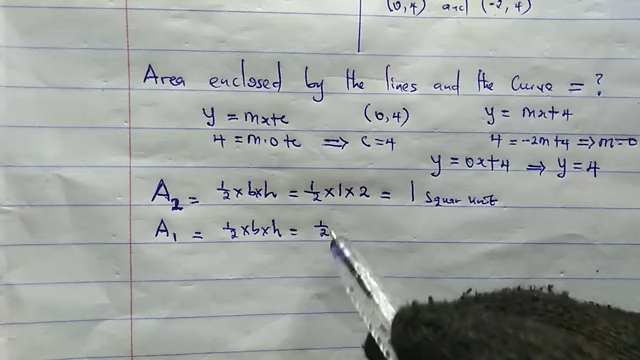 (0,4) and (-2,4)
Area enclosed by the lines and the curve = ?
y = mx+c (0,4) y = mx+4
4 = m·0+c ⇒ c=4 4 = -2m+4 ⇒ m=0
y = 0x+4 ⇒ y = 4
A₂ = ½ × b×h = ½ × 1 × 2 = 1 Squar unit
A₁ = ½ × b×h = ½